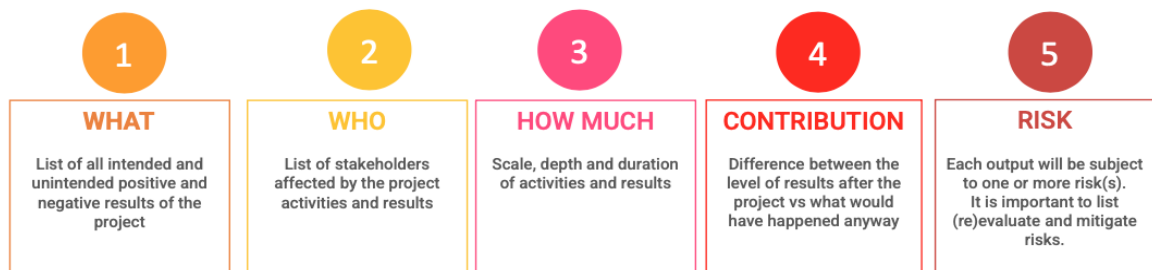 1
WHAT
List of all intended and
unintended positive and
negative results of the
project
2
WHO
List of stakeholders
affected by the project
activities and results
3
HOW MUCH
Scale, depth and duration
of activities and results
4
CONTRIBUTION
Difference between the
level of results after the
project vs what would
have happened anyway
5
RISK
Each output will be subject
to one or more risk(s).
It is important to list
(re)evaluate and mitigate
risks.